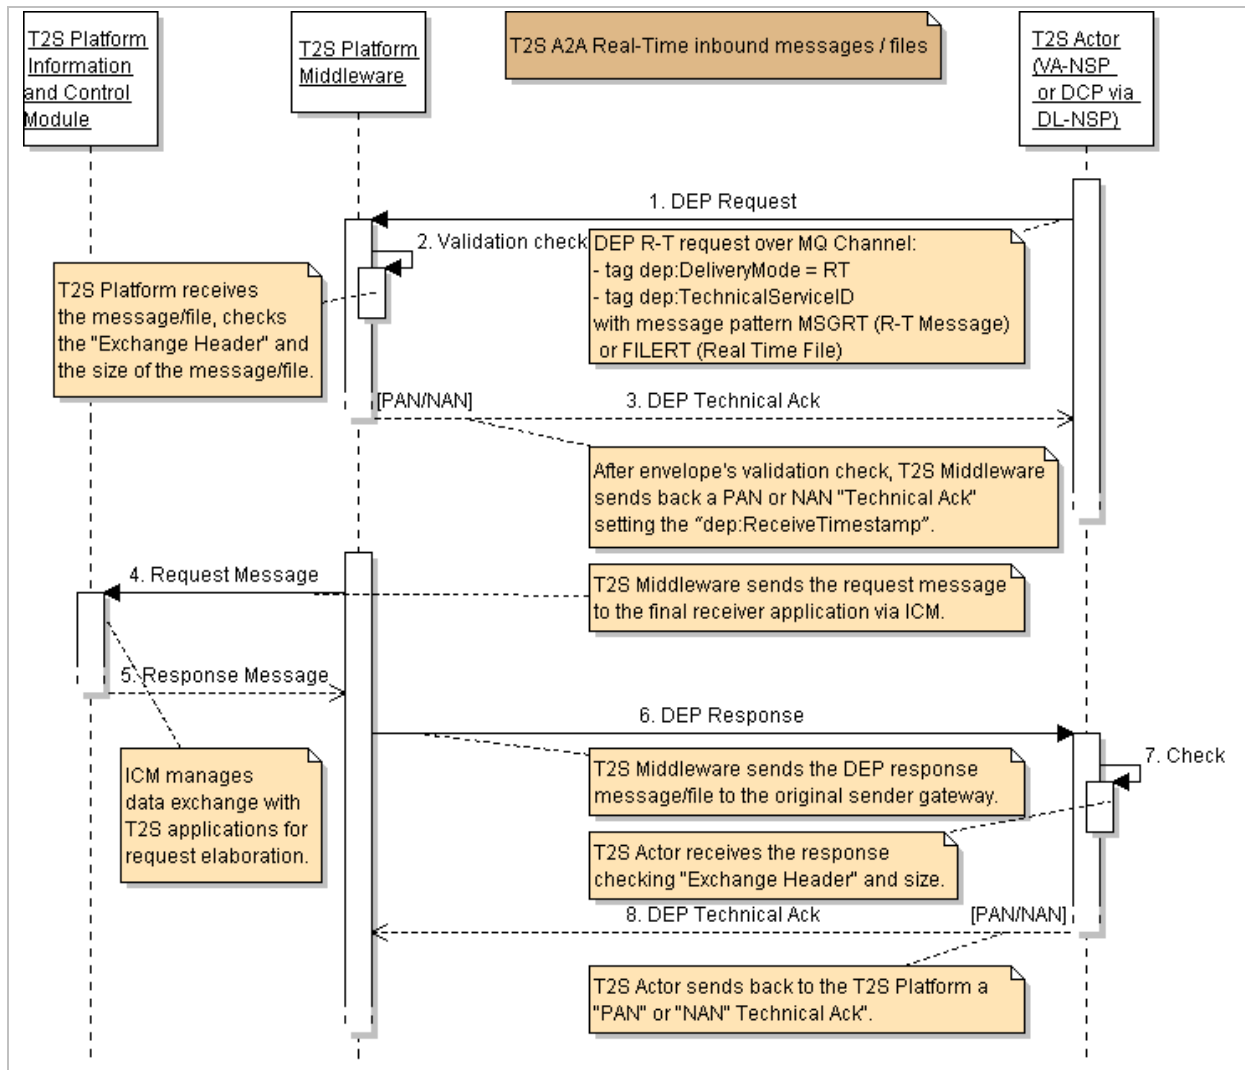 T2S Platform
Information
and Control
Module
T2S Platform
Middleware
T2S A2A Real-Time inbound messages / files
T2S Actor
(VA-NSP
or DCP via
DL-NSP)
1. DEP Request
2. Validation check
DEP R-T request over MQ Channel:
- tag dep:DeliveryMode = RT
- tag dep:TechnicalServiceID
with message pattern MSGRT (R-T Message)
or FILERT (Real Time File)
T2S Platform receives
the message/file, checks
the "Exchange Header" and
the size of the message/file.
[PAN/NAN]
3. DEP Technical Ack
After envelope's validation check, T2S Middleware
sends back a PAN or NAN "Technical Ack"
setting the “dep:ReceiveTimestamp”.
4. Request Message
T2S Middleware sends the request message
to the final receiver application via ICM.
5. Response Message
6. DEP Response
7. Check
T2S Middleware sends the DEP response
message/file to the original sender gateway.
ICM manages
data exchange with
T2S applications for
request elaboration.
T2S Actor receives the response
checking "Exchange Header" and size.
8. DEP Technical Ack
[PAN/NAN]
T2S Actor sends back to the T2S Platform a
"PAN" or "NAN" Technical Ack".